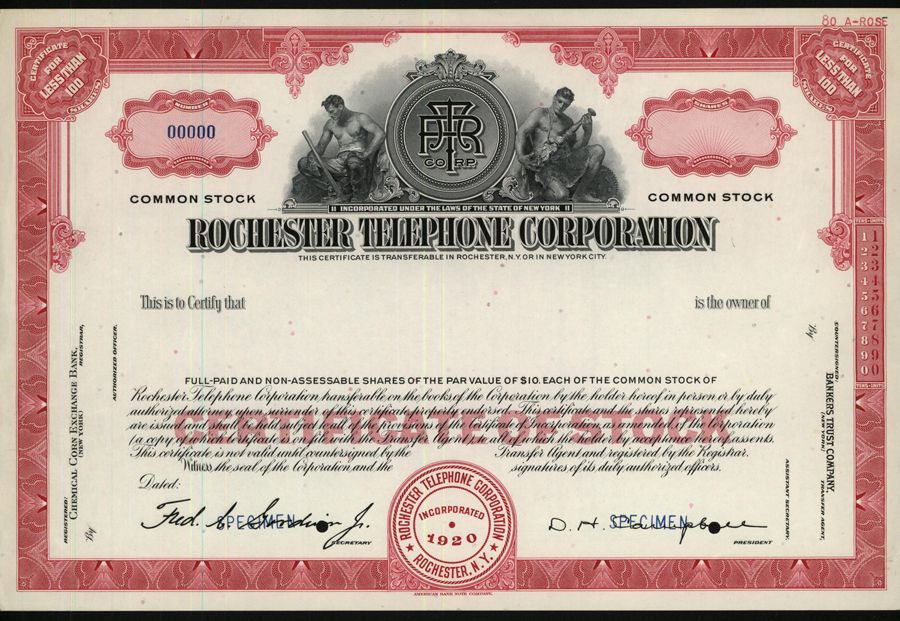 80 A-ROSE
CERTIFICATE
FOR
LESS THAN
100
SHARES
CERTIFICATE
FOR
LESS THAN
100
SHARES
NUMBER
00000
SHARES
RTP
CORP.
COMMON STOCK
COMMON STOCK
INCORPORATED UNDER THE LAWS OF THE STATE OF NEW YORK
ROCHESTER TELEPHONE CORPORATION
THIS CERTIFICATE IS TRANSFERABLE IN ROCHESTER, N.Y. OR IN NEW YORK CITY.
This is to Certify that
is the owner of
FULL-PAID AND NON-ASSESSABLE SHARES OF THE PAR VALUE OF $10. EACH OF THE COMMON STOCK OF
Rochester Telephone Corporation, transferable on the books of the Corporation by the holder hereof in person or by duly
authorized attorney upon surrender of this certificate properly endorsed. This certificate and the shares represented hereby
are issued and shall be held subject to all of the provisions of the Certificate of Incorporation, as amended, of the Corporation
(a copy of which certificate is on file with the Transfer Agent), to all of which the holder by acceptance hereof assents.
This certificate is not valid until countersigned by the Transfer Agent and registered by the Registrar.
Witness the seal of the Corporation and the signatures of its duly authorized officers.
CERTIFICATE OF STOCK
Dated:
SPECIMEN
SECRETARY
ROCHESTER TELEPHONE CORPORATION
INCORPORATED
1920
ROCHESTER, N.Y.
D. H. Campbell
SPECIMEN
PRESIDENT
AMERICAN BANK NOTE COMPANY.
REGISTERED:
CHEMICAL CORN EXCHANGE BANK,
(NEW YORK)
REGISTRAR,
By
AUTHORIZED OFFICER.
COUNTERSIGNED:
BANKERS TRUST COMPANY,
(NEW YORK)
TRANSFER AGENT,
By
ASSISTANT SECRETARY.
TENS-UNITS
1 1
2 2
3 3
4 4
5 5
6 6
7 7
8 8
9 9
0 0
TENS-UNITS